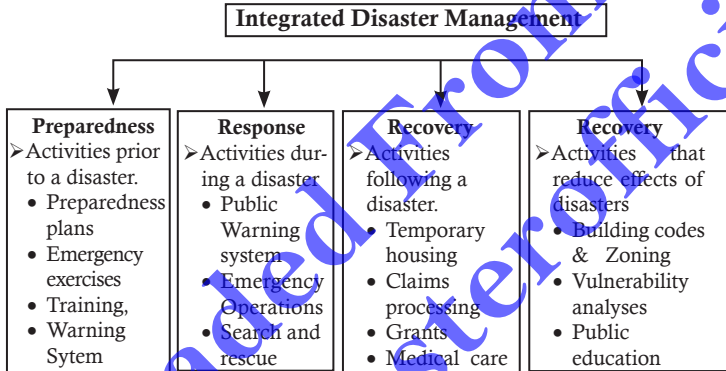 Integrated Disaster Management
Preparedness
➢Activities prior
to a disaster.
• Preparedness
plans
• Emergency
exercises
• Training,
• Warning
Sytem
Response
➢Activities dur-
ing a disaster
• Public
Warning
system
• Emergency
Operations
• Search and
rescue
Recovery
➢Activities
following a
disaster.
• Temporary
housing
• Claims
processing
• Grants
• Medical care
Recovery
➢Activities that
reduce effects of
disasters
• Building codes
& Zoning
• Vulnerability
analyses
• Public
education